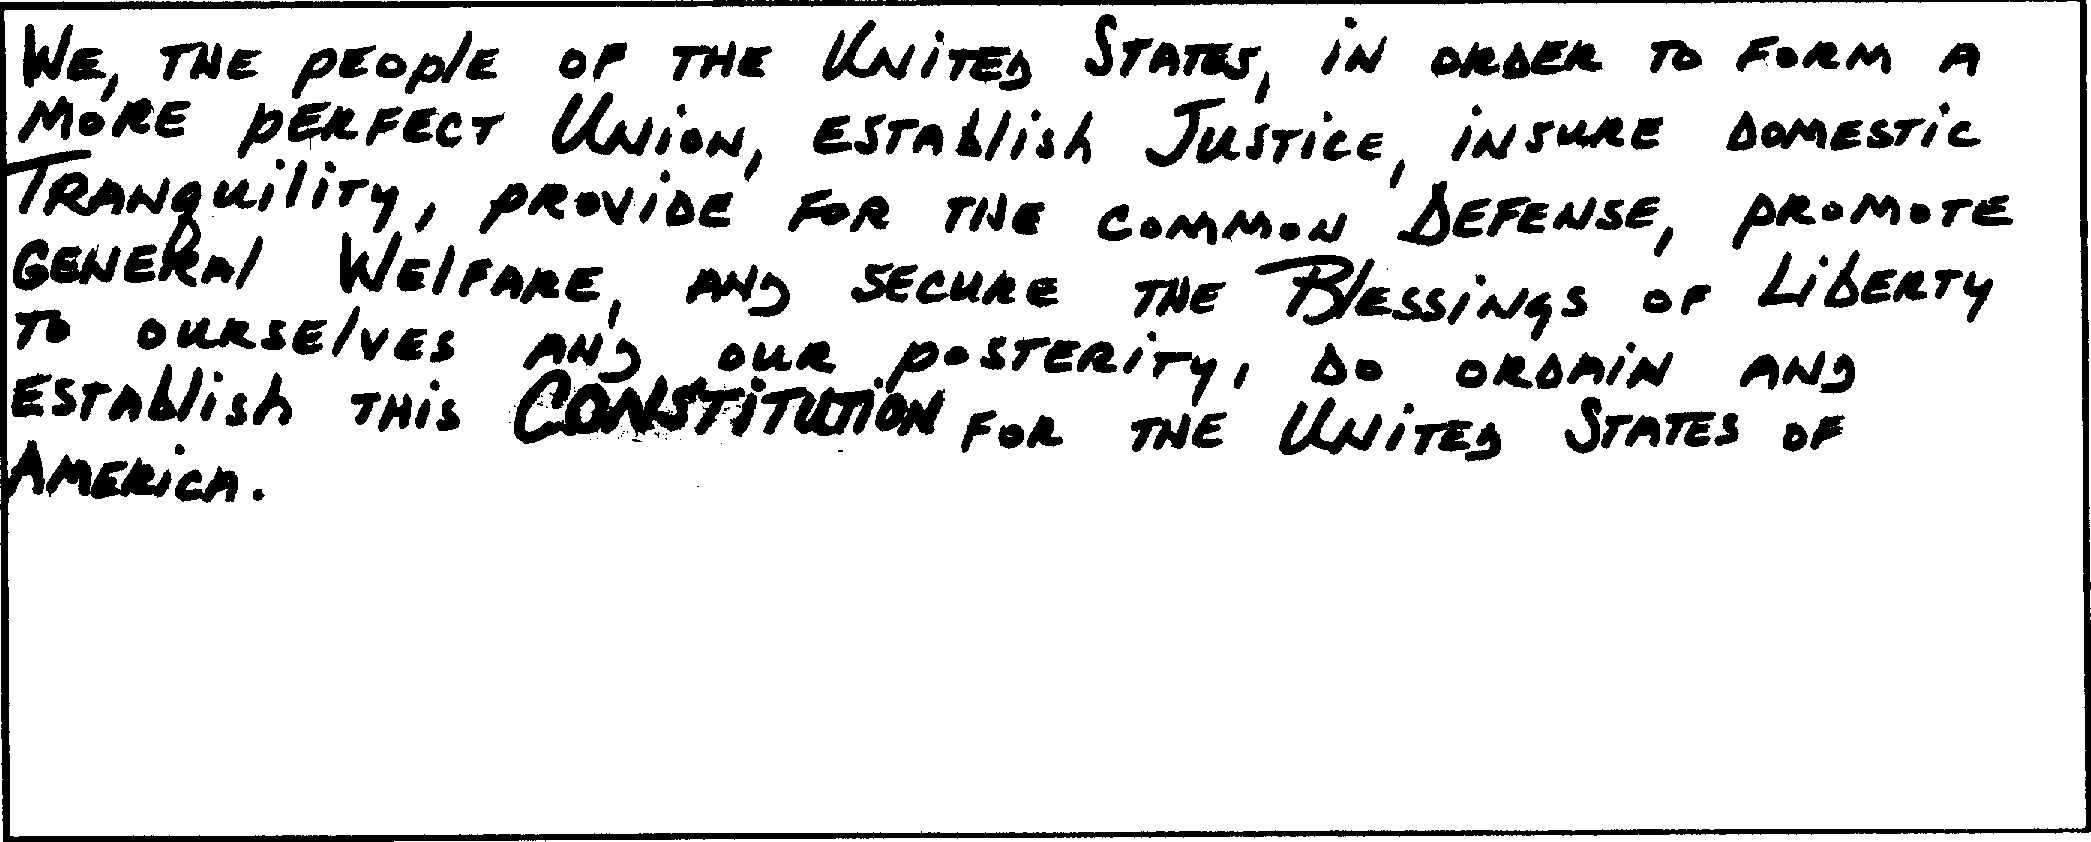 We, the people of the United States, in order to form a
more perfect Union, establish Justice, insure domestic
Tranquility, provide for the common Defense, promote
general Welfare, and secure the Blessings of Liberty
to ourselves and our posterity, do ordain and
establish this CONSTITUTION for the United States of
America.